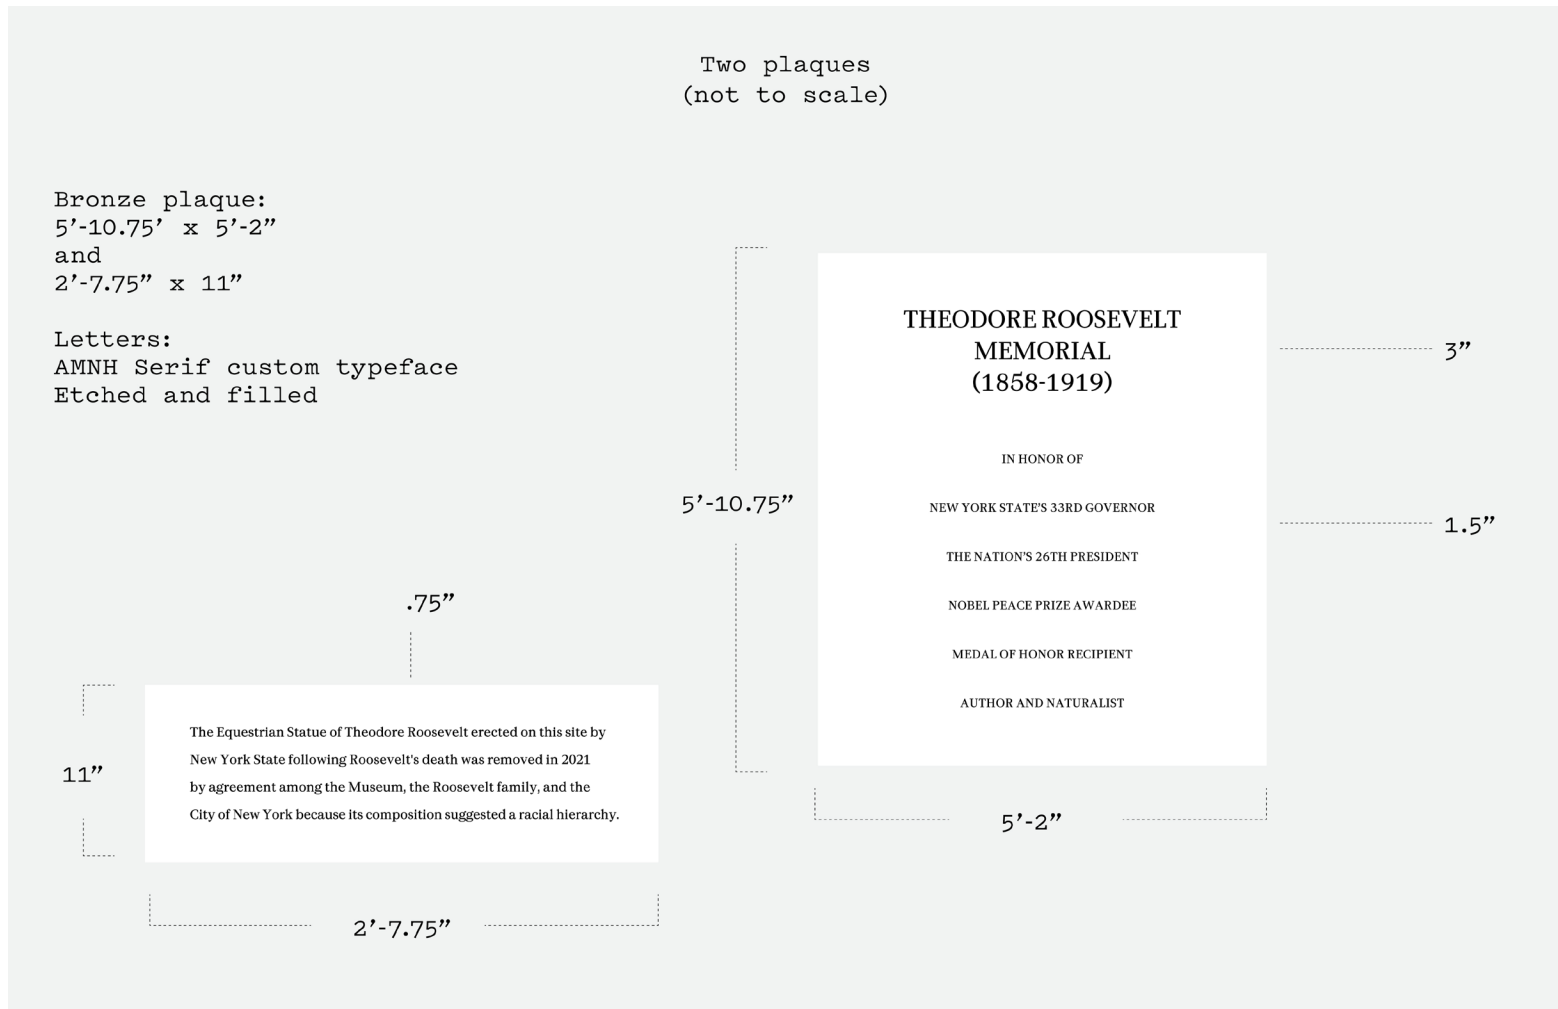 Two plaques
(not to scale)
Bronze plaque:
5’-10.75’ x 5’-2”
and
2’-7.75” x 11”
Letters:
AMNH Serif custom typeface
Etched and filled
5’-10.75”
THEODORE ROOSEVELT
MEMORIAL
(1858-1919)
IN HONOR OF
NEW YORK STATE’S 33RD GOVERNOR
THE NATION’S 26TH PRESIDENT
NOBEL PEACE PRIZE AWARDEE
MEDAL OF HONOR RECIPIENT
AUTHOR AND NATURALIST
3”
1.5”
5’-2”
.75”
11”
The Equestrian Statue of Theodore Roosevelt erected on this site by
New York State following Roosevelt's death was removed in 2021
by agreement among the Museum, the Roosevelt family, and the
City of New York because its composition suggested a racial hierarchy.
2’-7.75”